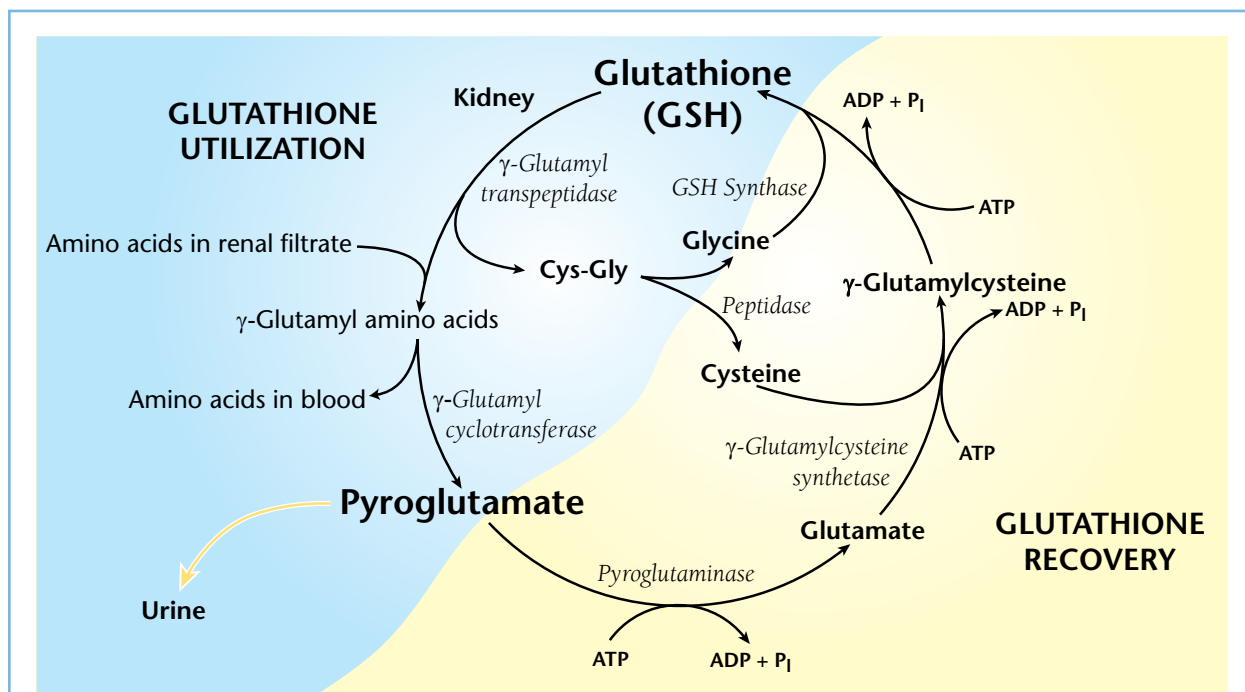 Glutathione
(GSH)
Kidney
GLUTATHIONE
UTILIZATION
ADP + PI
γ-Glutamyl
transpeptidase
GSH Synthase
ATP
Amino acids in renal filtrate
Glycine
Cys-Gly
γ-Glutamylcysteine
Peptidase
ADP + PI
γ-Glutamyl amino acids
Cysteine
Amino acids in blood
γ-Glutamyl
cyclotransferase
γ-Glutamylcysteine
synthetase
ATP
Pyroglutamate
Glutamate
GLUTATHIONE
RECOVERY
Pyroglutaminase
Urine
ATP
ADP + PI